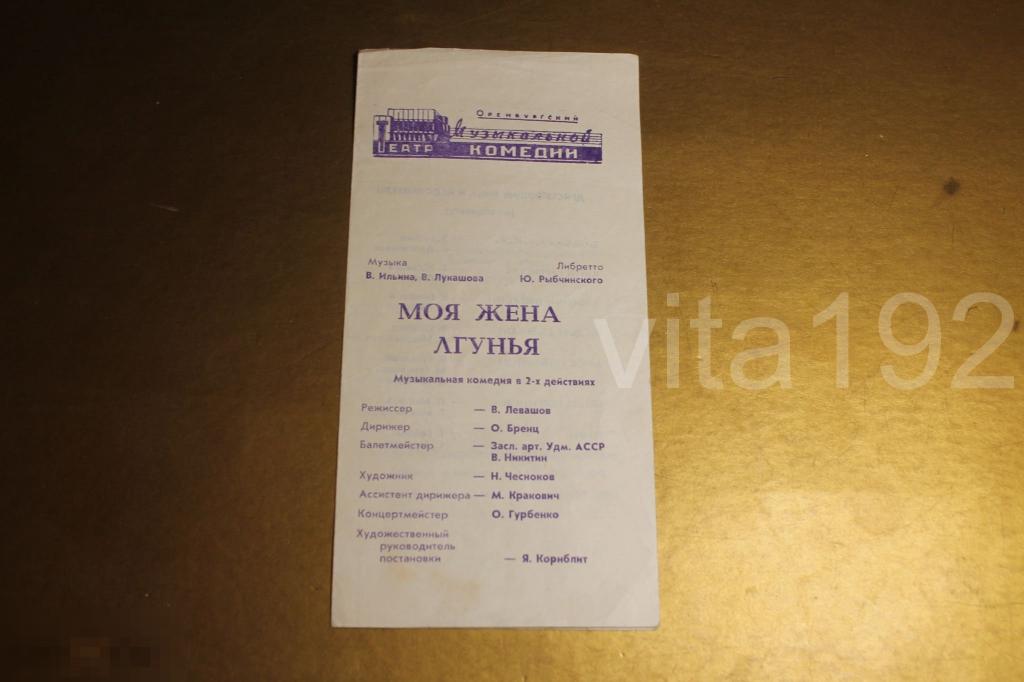 Оренбургский
Театр Музыкальной
КОМЕДИИ
Музыка
В. Ильина, В. Лукашова
Либретто
Ю. Рыбчинского
МОЯ ЖЕНА
ЛГУНЬЯ
Музыкальная комедия в 2-х действиях
Режиссер — В. Левашов
Дирижер — О. Бренц
Балетмейстер — Засл. арт. Удм. АССР
В. Никитин
Художник — Н. Чесноков
Ассистент дирижера — М. Кракович
Концертмейстер О. Гурбенко
Художественный
руководитель
постановки — Я. Корнблит
vita192